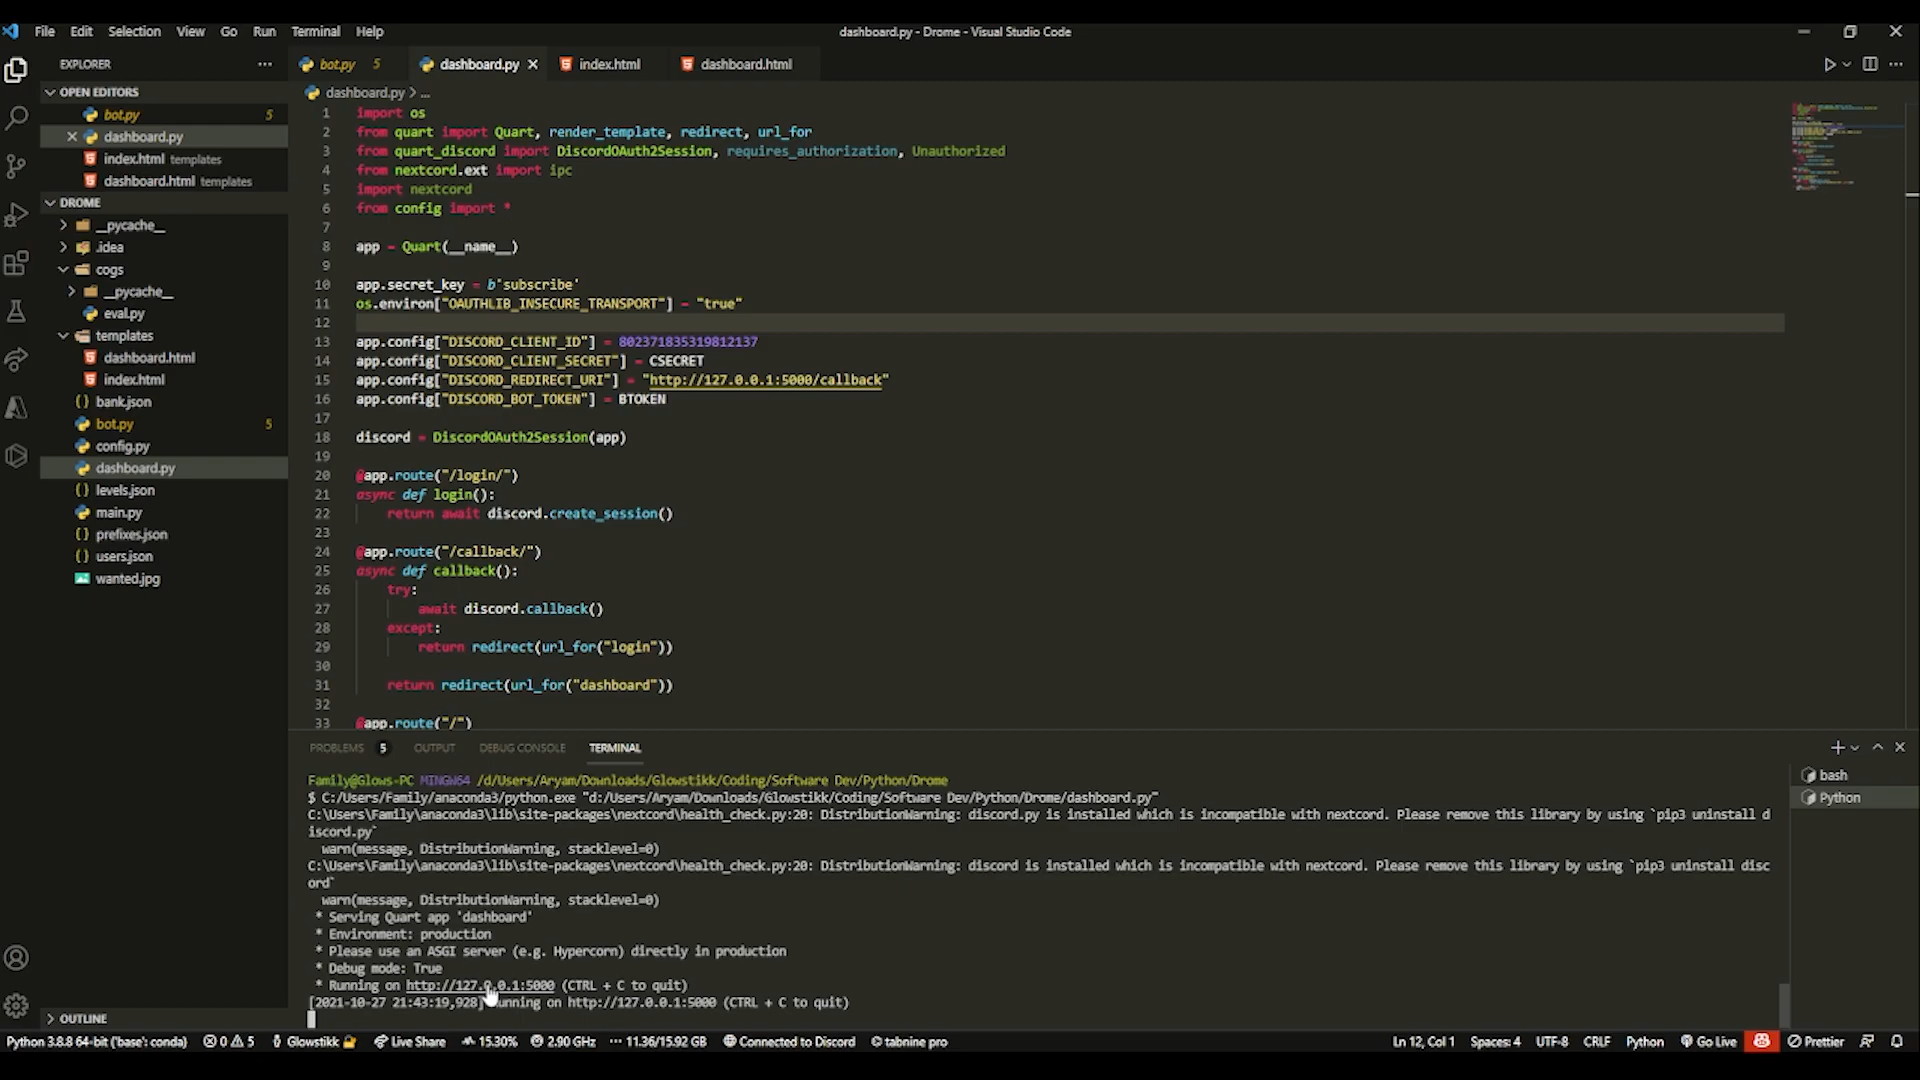 File Edit Selection View Go Run Terminal Help
dashboard.py - Drome - Visual Studio Code
EXPLORER
OPEN EDITORS
bot.py 5
dashboard.py
index.html templates
dashboard.html templates
DROME
__pycache__
.idea
cogs
__pycache__
eval.py
templates
dashboard.html
index.html
bank.json
bot.py 5
config.py
dashboard.py
levels.json
main.py
prefixes.json
users.json
wanted.jpg
OUTLINE
bot.py 5 dashboard.py index.html dashboard.html
dashboard.py > ...
1 import os
2 from quart import Quart, render_template, redirect, url_for
3 from quart_discord import DiscordOAuth2Session, requires_authorization, Unauthorized
4 from nextcord.ext import ipc
5 import nextcord
6 from config import *
7
8 app = Quart(__name__)
9
10 app.secret_key = b'subscribe'
11 os.environ["OAUTHLIB_INSECURE_TRANSPORT"] = "true"
12
13 app.config["DISCORD_CLIENT_ID"] = 802371835319812137
14 app.config["DISCORD_CLIENT_SECRET"] = CSECRET
15 app.config["DISCORD_REDIRECT_URI"] = "http://127.0.0.1:5000/callback"
16 app.config["DISCORD_BOT_TOKEN"] = BTOKEN
17
18 discord = DiscordOAuth2Session(app)
19
20 @app.route("/login/")
21 async def login():
22 return await discord.create_session()
23
24 @app.route("/callback/")
25 async def callback():
26 try:
27 await discord.callback()
28 except:
29 return redirect(url_for("login"))
30
31 return redirect(url_for("dashboard"))
32
33 @app.route("/")
PROBLEMS 5 OUTPUT DEBUG CONSOLE TERMINAL
Family@Glows-PC MINGW64 /d/Users/Aryam/Downloads/Glowstikk/Coding/Software Dev/Python/Drome
$ C:/Users/Family/anaconda3/python.exe "d:/Users/Aryam/Downloads/Glowstikk/Coding/Software Dev/Python/Drome/dashboard.py"
C:\Users\Family\anaconda3\lib\site-packages\nextcord\health_check.py:20: DistributionWarning: discord.py is installed which is incompatible with nextcord. Please remove this library by using `pip3 uninstall d
iscord.py`
warn(message, DistributionWarning, stacklevel=0)
C:\Users\Family\anaconda3\lib\site-packages\nextcord\health_check.py:20: DistributionWarning: discord is installed which is incompatible with nextcord. Please remove this library by using `pip3 uninstall disc
ord`
warn(message, DistributionWarning, stacklevel=0)
* Serving Quart app 'dashboard'
* Environment: production
* Please use an ASGI server (e.g. Hypercorn) directly in production
* Debug mode: True
* Running on http://127.0.0.1:5000 (CTRL + C to quit)
[2021-10-27 21:43:19,928] Running on http://127.0.0.1:5000 (CTRL + C to quit)
bash
Python
Python 3.8.8 64-bit ('base': conda) 0 5 Glowstikk Live Share 15.30% 2.90 GHz 11.36/15.92 GB Connected to Discord tabnine pro Ln 12, Col 1 Spaces: 4 UTF-8 CRLF Python Go Live Prettier